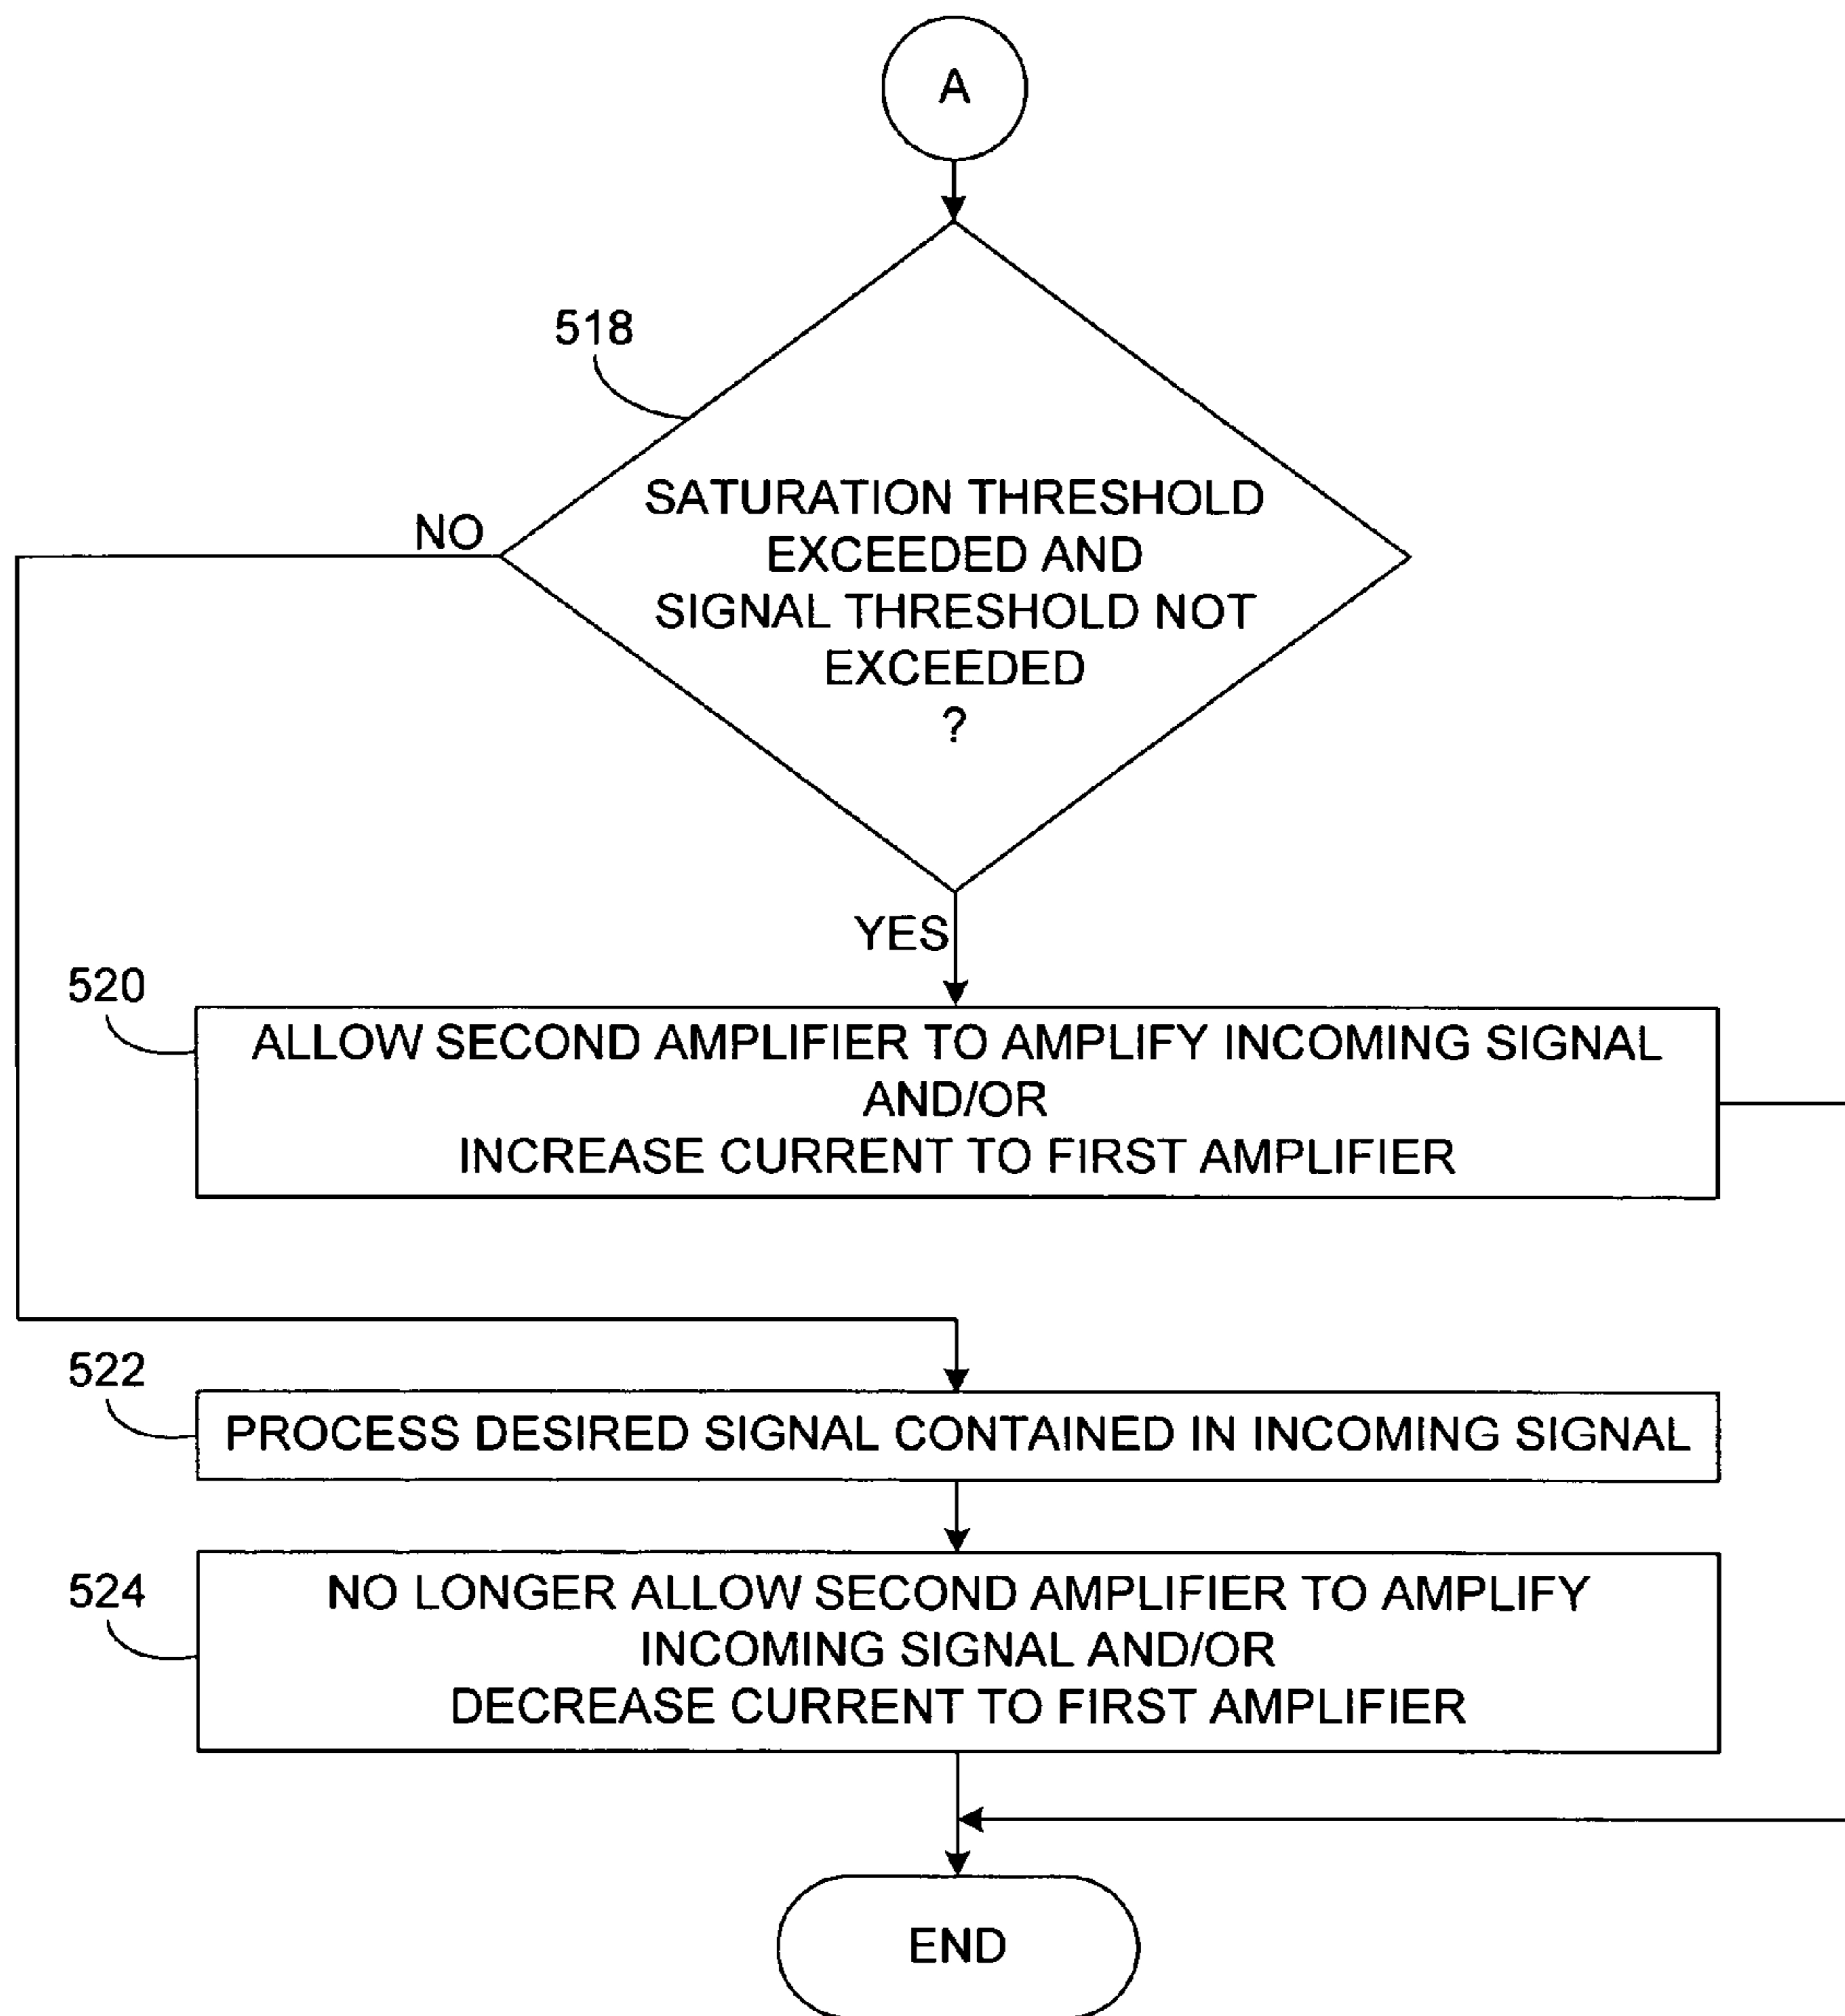 A
518
SATURATION THRESHOLD
EXCEEDED AND
SIGNAL THRESHOLD NOT
EXCEEDED
?
NO
YES
520
ALLOW SECOND AMPLIFIER TO AMPLIFY INCOMING SIGNAL
AND/OR
INCREASE CURRENT TO FIRST AMPLIFIER
522
PROCESS DESIRED SIGNAL CONTAINED IN INCOMING SIGNAL
524
NO LONGER ALLOW SECOND AMPLIFIER TO AMPLIFY
INCOMING SIGNAL AND/OR
DECREASE CURRENT TO FIRST AMPLIFIER
END